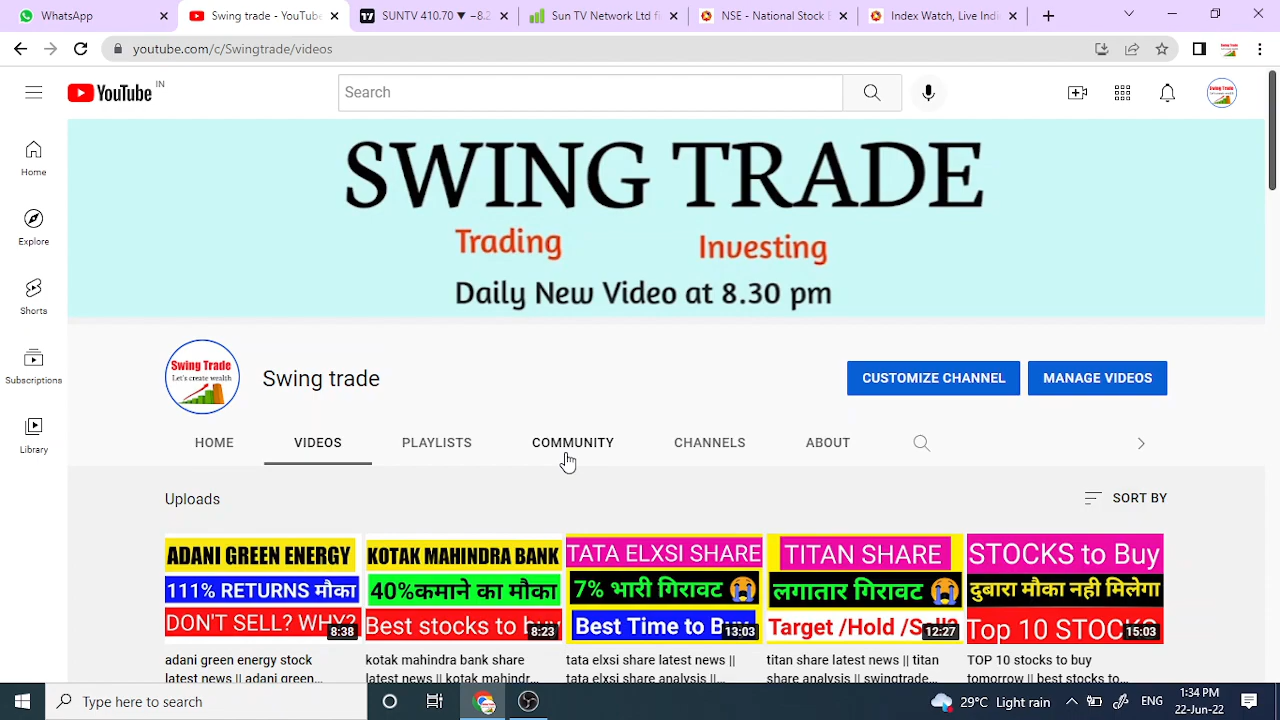 WhatsApp
Swing trade - YouTube
SUNTV 410.70 ▼ −8.2
Sun TV Network Ltd fi
NSE - National Stock E
Index Watch, Live Indi
youtube.com/c/Swingtrade/videos
YouTube IN
Search
Home
Explore
Shorts
Subscriptions
Library
SWING TRADE
Trading Investing
Daily New Video at 8.30 pm
Swing Trade
Let's create wealth
Swing trade
CUSTOMIZE CHANNEL
MANAGE VIDEOS
HOME VIDEOS PLAYLISTS COMMUNITY CHANNELS ABOUT
Uploads
SORT BY
ADANI GREEN ENERGY
111% RETURNS मौका
DON'T SELL? WHY?
8:38
adani green energy stock
latest news || adani green...
KOTAK MAHINDRA BANK
40%कमाने का मौका
Best stocks to buy
8:23
kotak mahindra bank share
latest news || kotak mahindr...
TATA ELXSI SHARE
7% भारी गिरावट
Best Time to Buy
13:03
tata elxsi share latest news ||
tata elxsi share analysis ||...
TITAN SHARE
लगातार गिरावट
Target /Hold /Sell?
12:27
titan share latest news || titan
share analysis || swingtrade...
STOCKS to Buy
दुबारा मौका नही मिलेगा
Top 10 STOCKS
15:03
TOP 10 stocks to buy
tomorrow || best stocks to...
Type here to search
29°C Light rain
ENG
1:34 PM
22-Jun-22